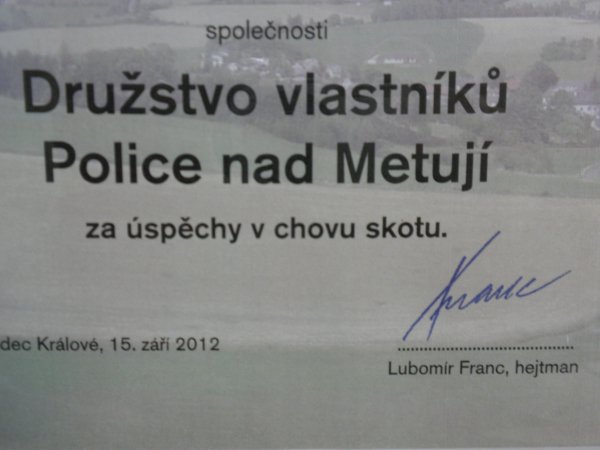 společnosti
Družstvo vlastníků
Police nad Metují
za úspěchy v chovu skotu.
Franc
dec Králové, 15. září 2012
Lubomír Franc, hejtman